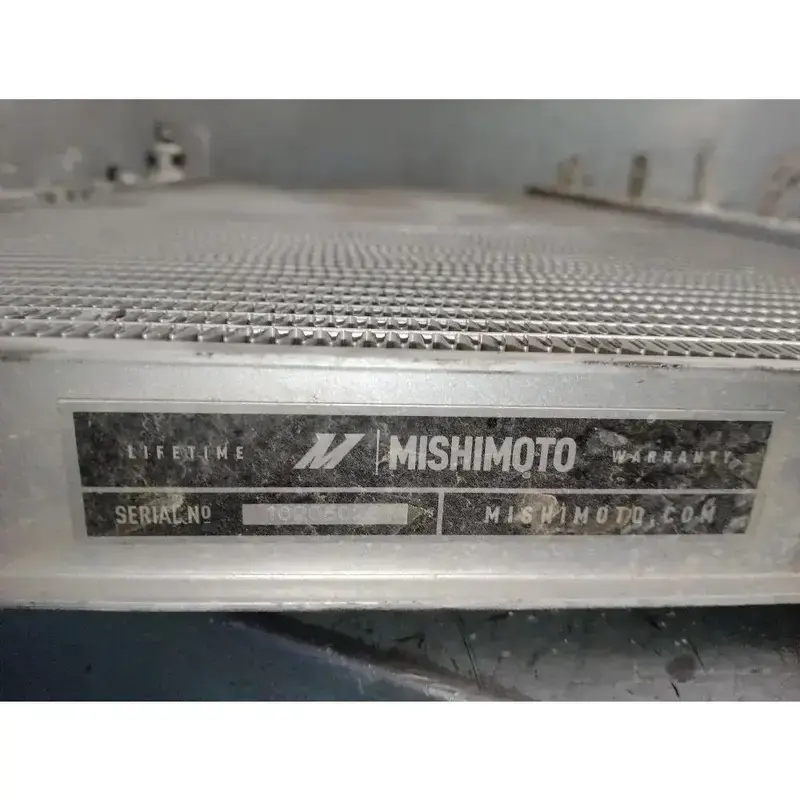 LIFETIME MISHIMOTO WARRANTY
SERIAL Nº MISHIMOTO.COM